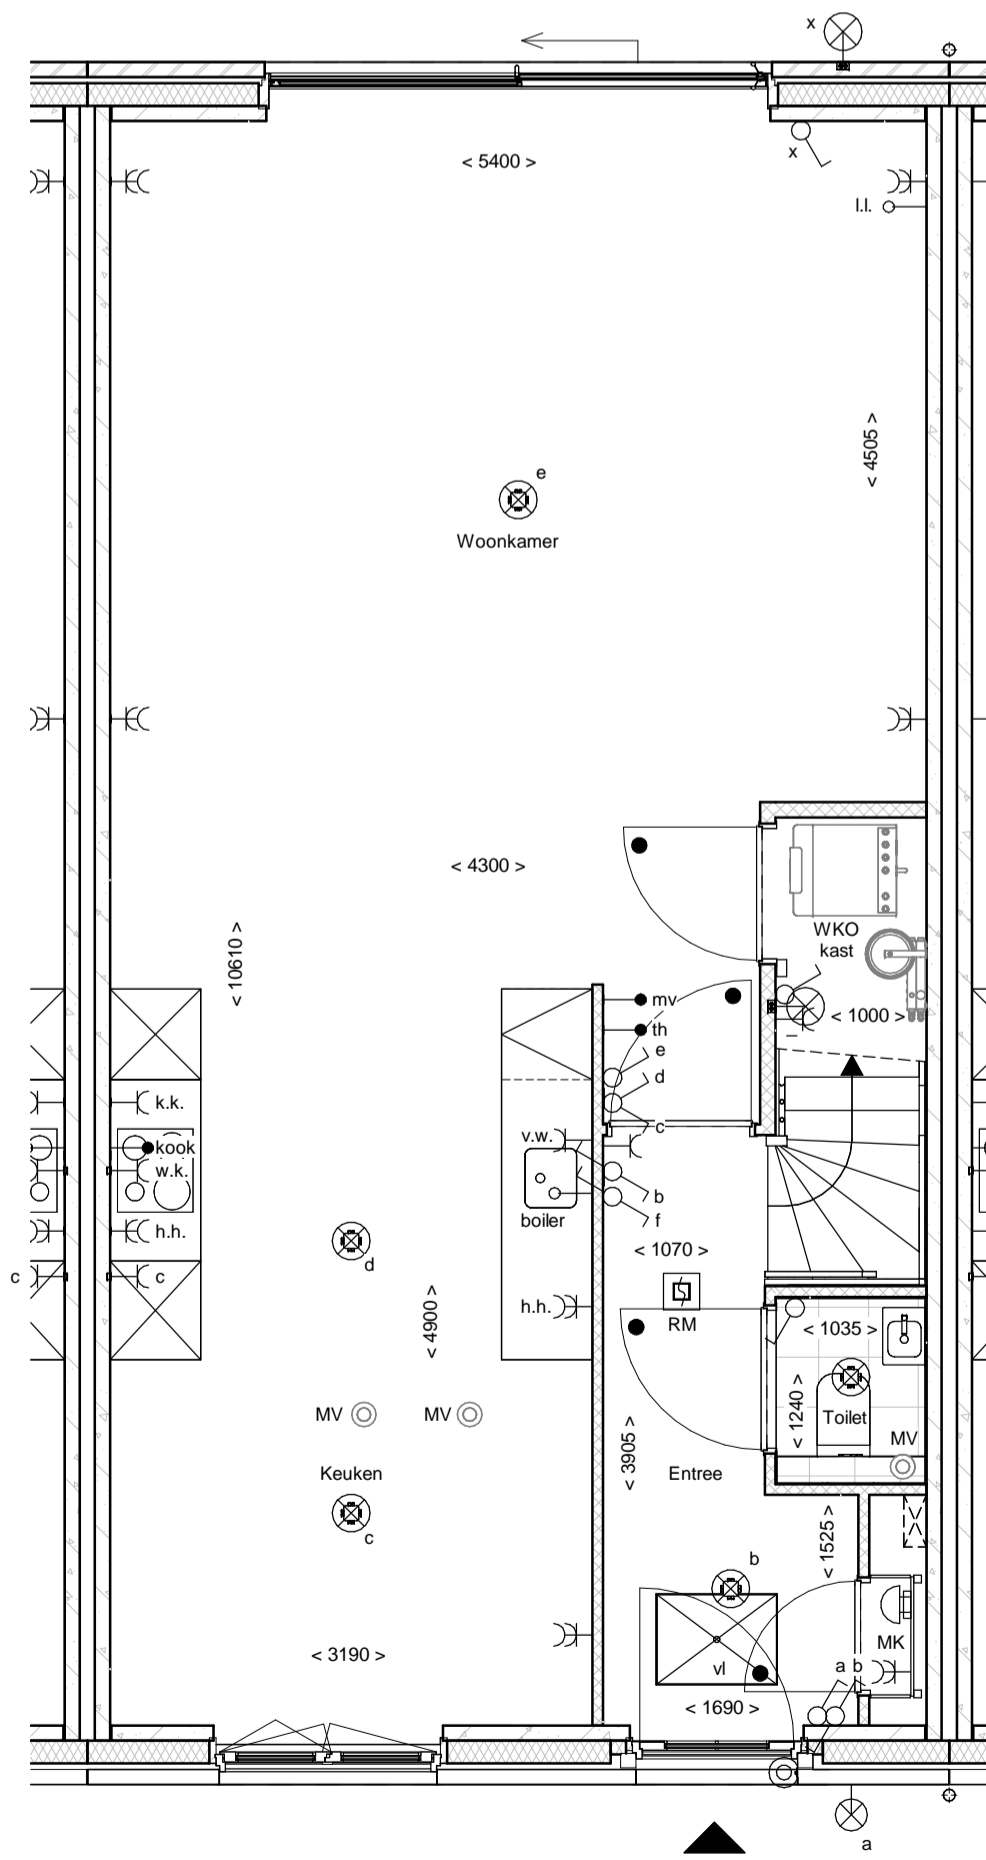 x
< 5400 >
x
l.l.
< 4505 >
e
Woonkamer
< 4300 >
WKO
kast
< 10610 >
mv
< 1000 >
th
e
d
k.k.
c
v.w.
kook
w.k.
b
boiler
f
h.h.
< 1070 >
d
c
c
h.h.
RM
< 1035 >
< 4900 >
< 1240 >
Toilet
MV
MV
MV
< 3905 >
Keuken
Entree
< 1525 >
c
b
MK
< 3190 >
vl
a b
< 1690 >
a